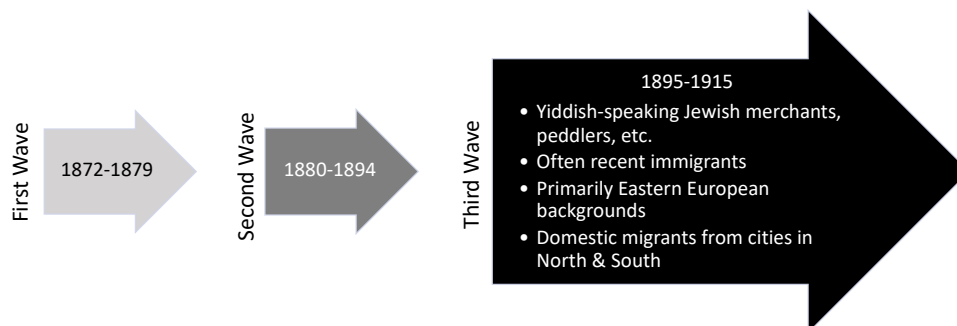 First Wave
1872-1879
Second Wave
1880-1894
Third Wave
1895-1915
• Yiddish-speaking Jewish merchants,
peddlers, etc.
• Often recent immigrants
• Primarily Eastern European
backgrounds
• Domestic migrants from cities in
North & South